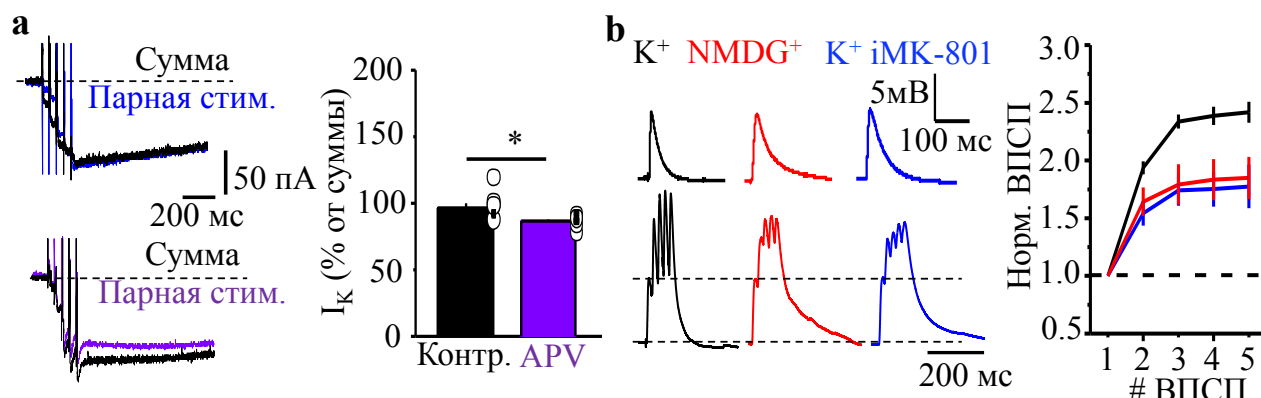 a
Сумма
Парная стим.
50 пА
200 мс
Сумма
Парная стим.
I_K (% от суммы)
200
150
100
50
0
*
Контр.
APV
b
K⁺
NMDG⁺
K⁺ iMK-801
5мВ
100 мс
200 мс
Норм. ВПСП
3.0
2.5
2.0
1.5
1.0
0.5
1 2 3 4 5
# ВПСП